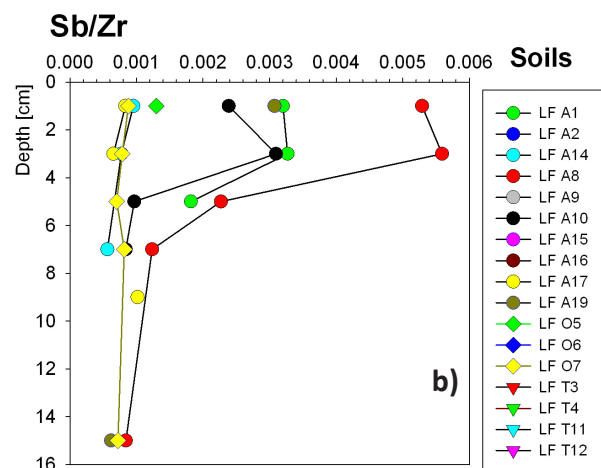 Sb/Zr
0.000 0.001 0.002 0.003 0.004 0.005 0.006
Depth [cm]
0
2
4
6
8
10
12
14
16
b)
Soils
LF A1
LF A2
LF A14
LF A8
LF A9
LF A10
LF A15
LF A16
LF A17
LF A19
LF O5
LF O6
LF O7
LF T3
LF T4
LF T11
LF T12